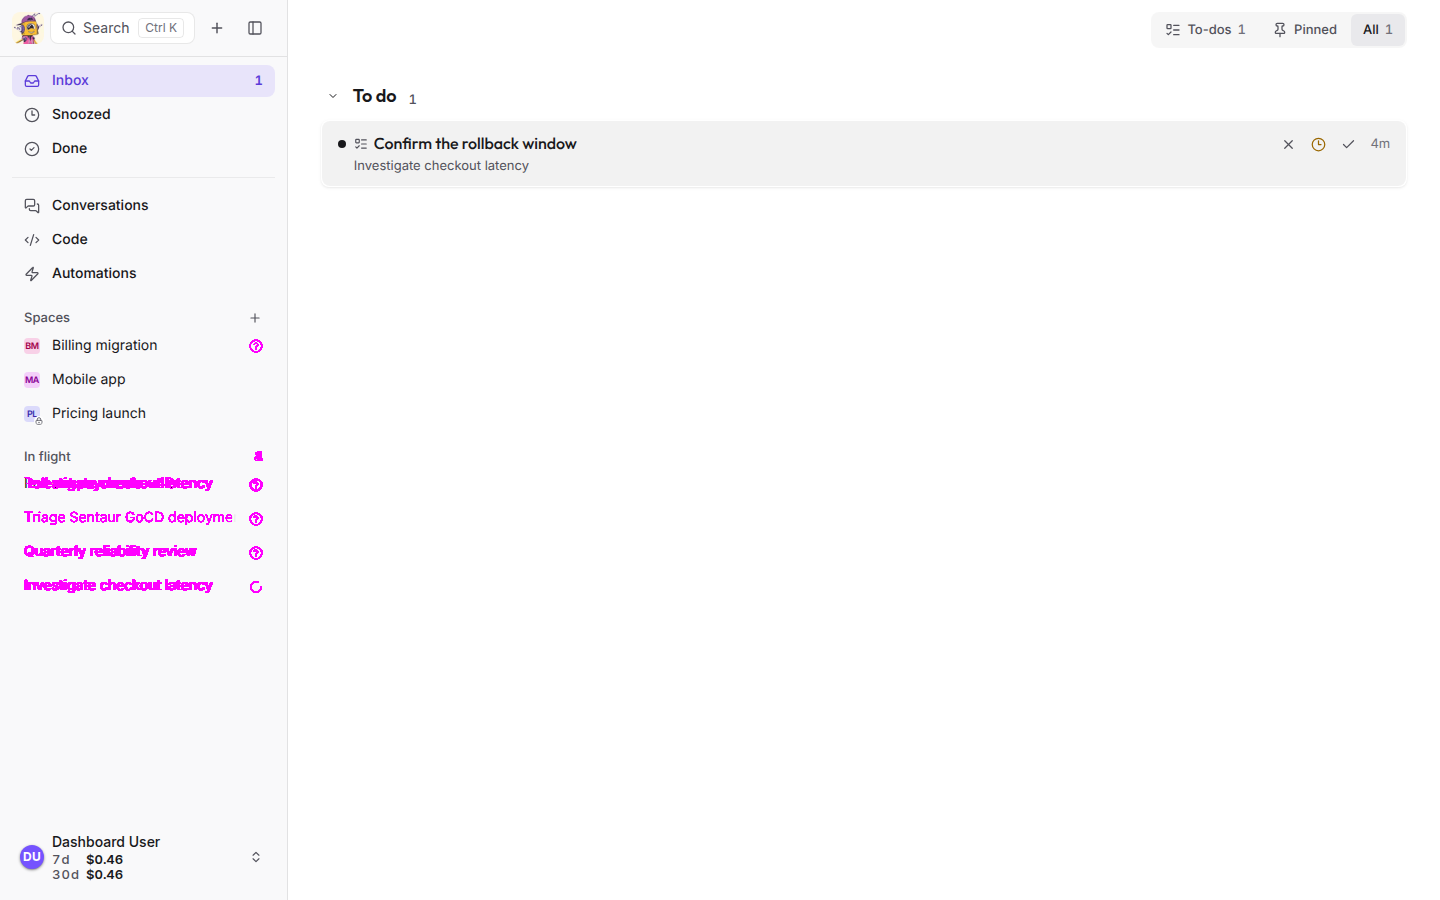 Search Ctrl K
To-dos 1 Pinned All 1
Inbox 1
Snoozed
Done
To do 1
Confirm the rollback window 4m
Investigate checkout latency
Conversations
Code
Automations
Spaces
BM Billing migration
MA Mobile app
PL Pricing launch
In flight
Triage Sentaur GoCD deployme
Quarterly reliability review
Investigate checkout latency
DU Dashboard User
7d $0.46
30d $0.46